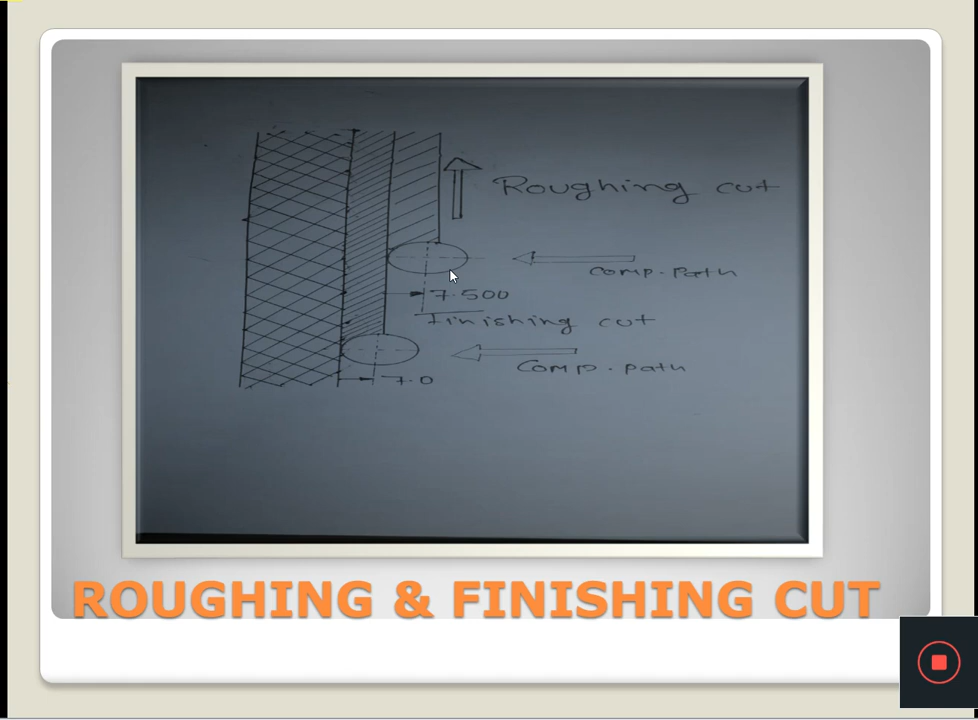 Roughing cut
comp. Path
7.500
Finishing cut
Comp. path
7.0
ROUGHING & FINISHING CUT